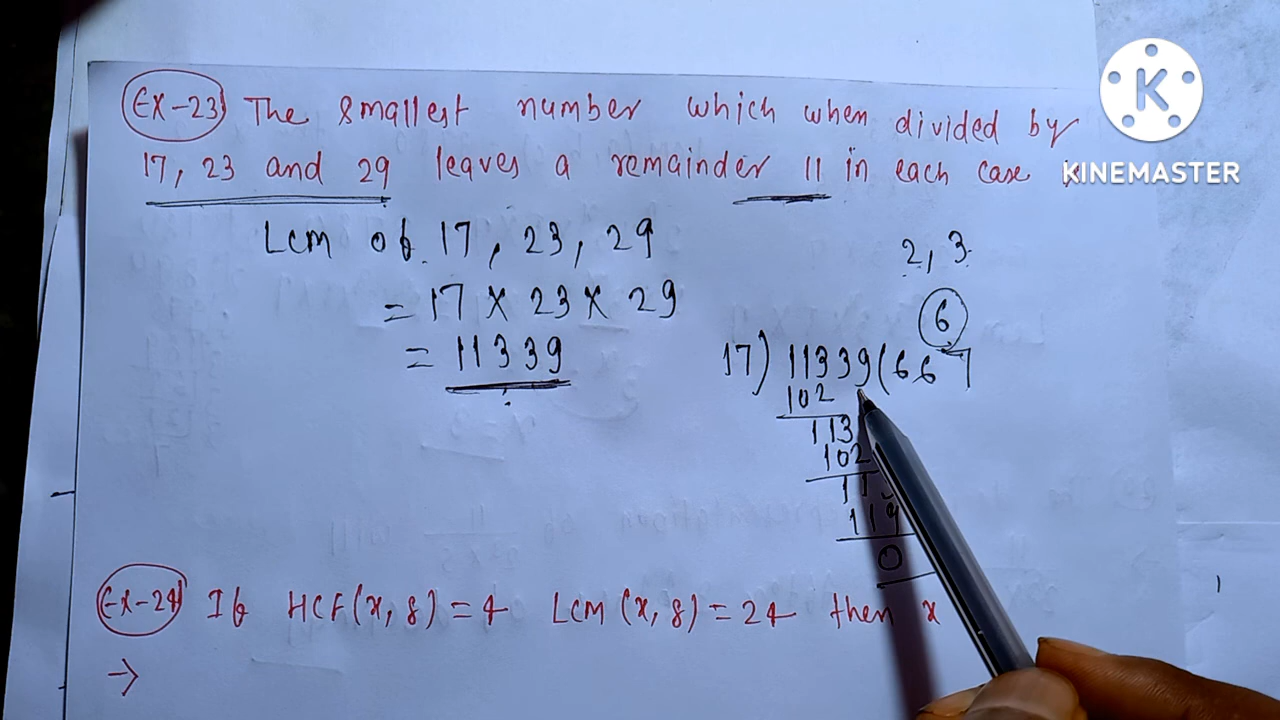 Ex-23 The smallest number which when divided by
17, 23 and 29 leaves a remainder 11 in each case
KINEMASTER
Lcm of 17, 23, 29
= 17 × 23 × 29
= 11339
2, 3
6
17) 11339 (667
102
113
102
119
0
Ex-24 If HCF(x, 8) = 4 Lcm (x, 8) = 24 then x
→